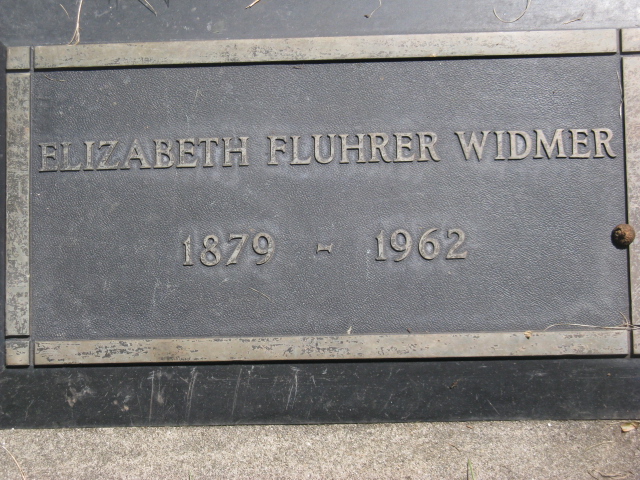 ELIZABETH FLUHRER WIDMER
1879 - 1962